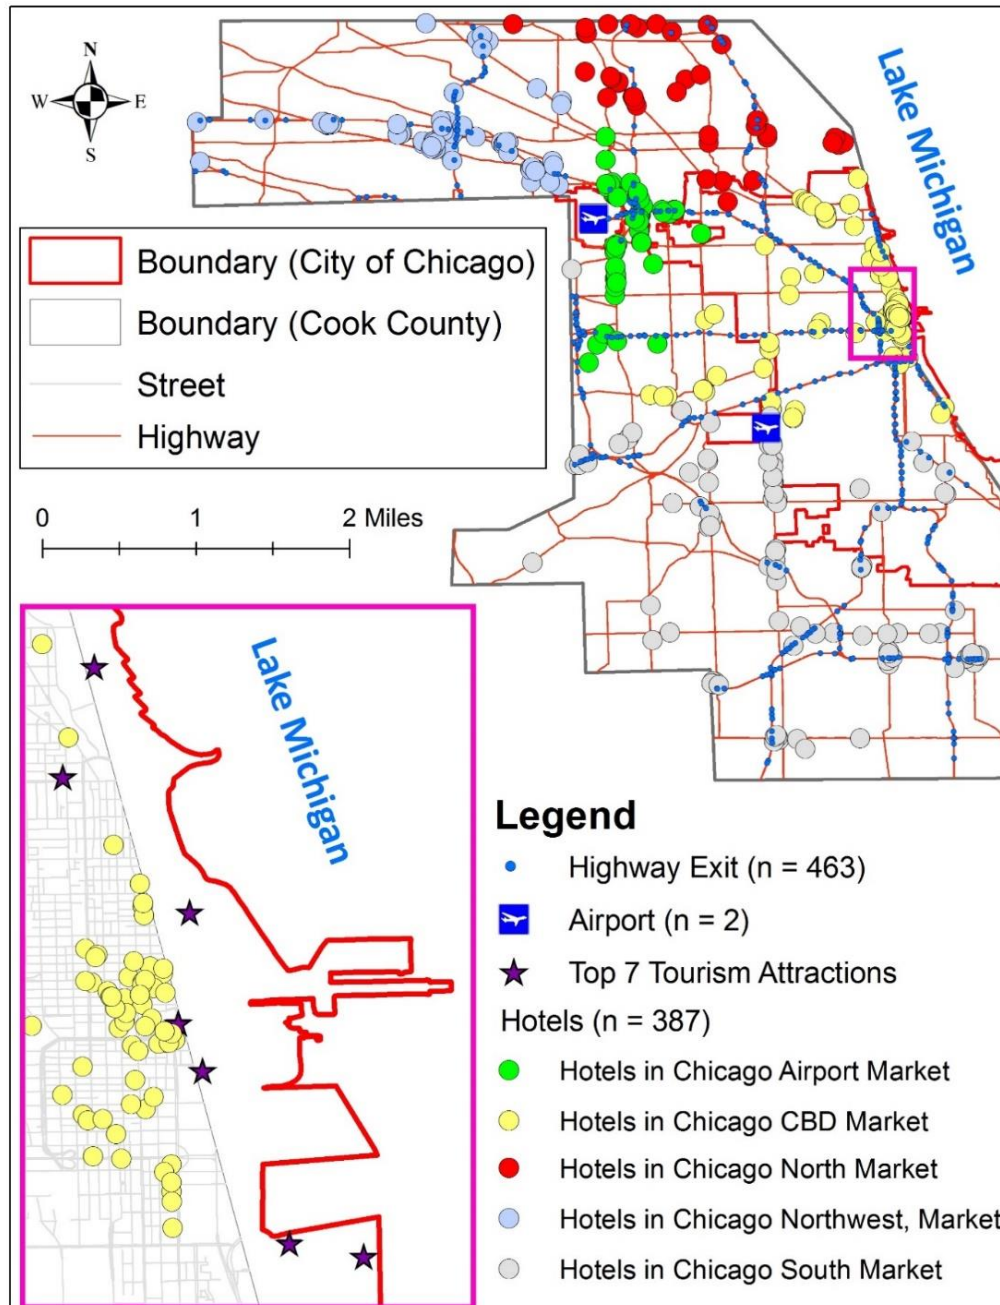 N
W E
S
Lake Michigan
Boundary (City of Chicago)
Boundary (Cook County)
Street
Highway
0 1 2 Miles
Lake Michigan
Legend
Highway Exit (n = 463)
Airport (n = 2)
Top 7 Tourism Attractions
Hotels (n = 387)
Hotels in Chicago Airport Market
Hotels in Chicago CBD Market
Hotels in Chicago North Market
Hotels in Chicago Northwest, Market
Hotels in Chicago South Market